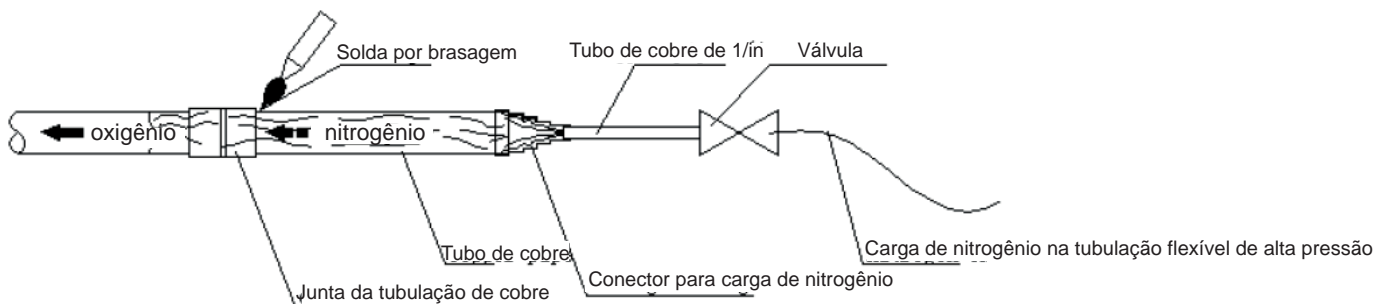 Solda por brasagem
Tubo de cobre de 1/in
Válvula
oxigênio
nitrogênio
Tubo de cobre
Carga de nitrogênio na tubulação flexível de alta pressão
Conector para carga de nitrogênio
Junta da tubulação de cobre